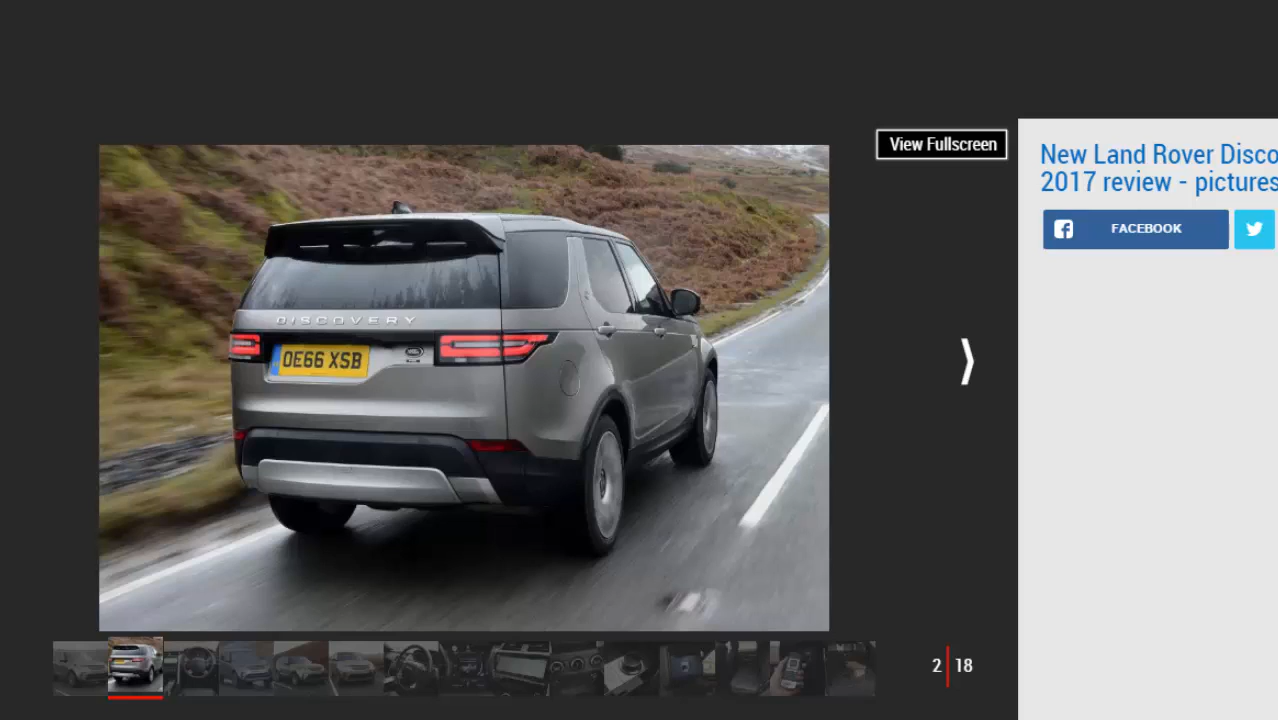 View Fullscreen
New Land Rover Disco
2017 review - pictures
FACEBOOK
DISCOVERY
OE66 XSB
2 18